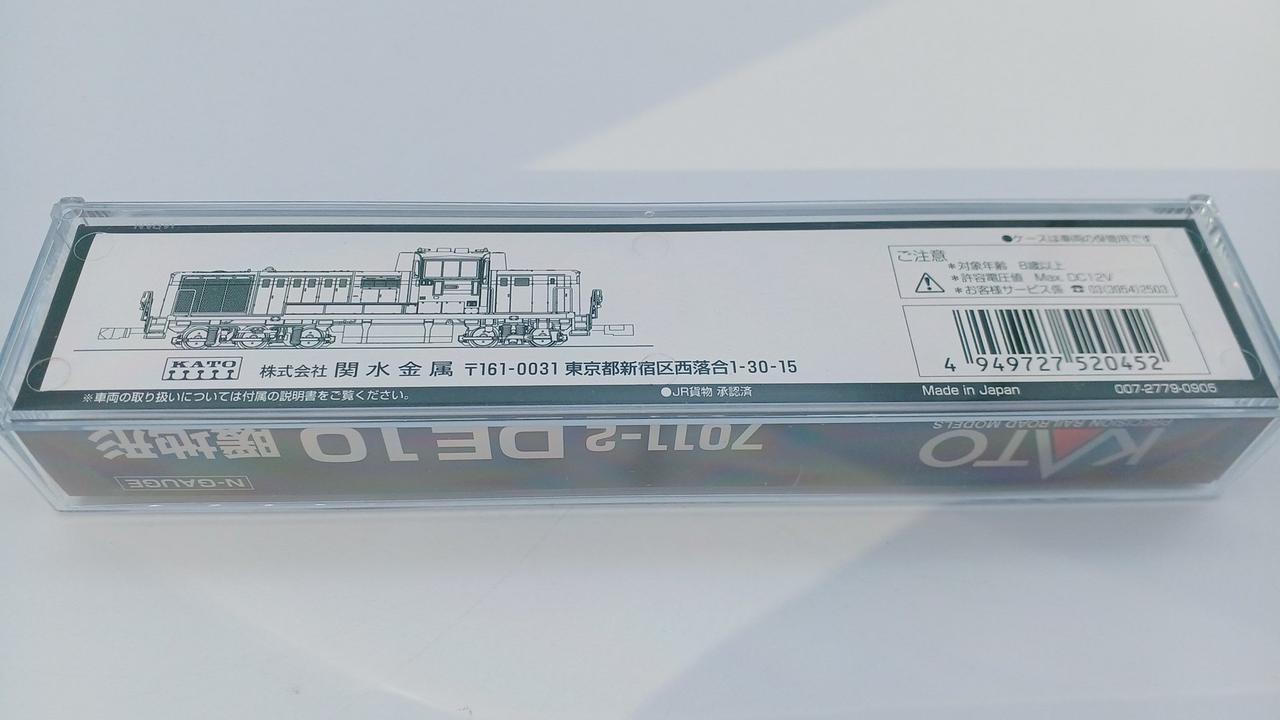 ●ケースは車両の保管用です
ご注意
*対象年齢 8歳以上
*許容電圧値 Max. DC12V
*お客様サービス係 ☎ 03(3954)2503
4 949727 520452
KATO 株式会社 関水金属 〒161-0031 東京都新宿区西落合1-30-15
※車両の取り扱いについては付属の説明書をご覧ください。
●JR貨物 承認済
Made in Japan
007-2779-0905
KATO
PRECISION RAIL ROAD MODELS
7011-2 DE10 暖地形
N-GAUGE